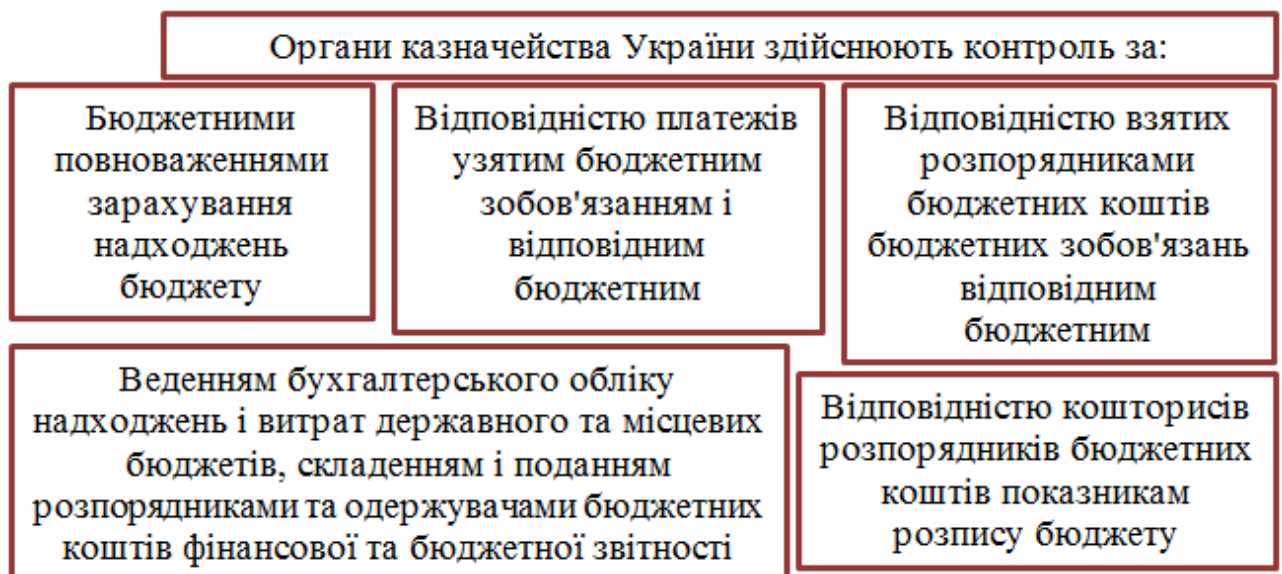 Органи казначейства України здійснюють контроль за:
Бюджетними
повноваженнями
зарахування
надходжень
бюджету
Відповідністю платежів
узятим бюджетним
зобов'язанням і
відповідним
бюджетним
Відповідністю взятих
розпорядниками
бюджетних коштів
бюджетних зобов'язань
відповідним
бюджетним
Веденням бухгалтерського обліку
надходжень і витрат державного та місцевих
бюджетів, складенням і поданням
розпорядниками та одержувачами бюджетних
коштів фінансової та бюджетної звітності
Відповідністю кошторисів
розпорядників бюджетних
коштів показникам
розпису бюджету